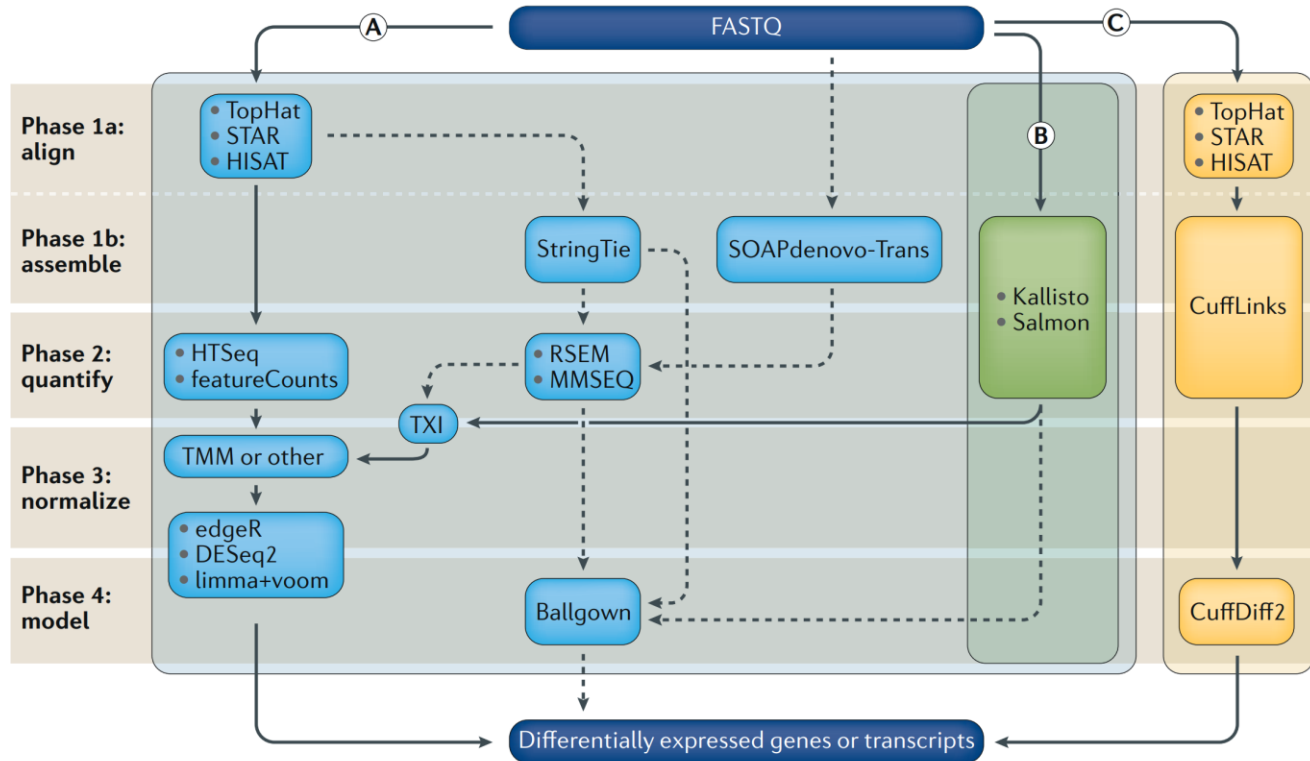 A
FASTQ
C
Phase 1a:
align
• TopHat
• STAR
• HISAT
B
• TopHat
• STAR
• HISAT
Phase 1b:
assemble
StringTie
SOAPdenovo-Trans
• Kallisto
• Salmon
CuffLinks
Phase 2:
quantify
• HTSeq
• featureCounts
• RSEM
• MMSEQ
TXI
Phase 3:
normalize
TMM or other
• edgeR
• DESeq2
• limma+voom
Phase 4:
model
Ballgown
CuffDiff2
Differentially expressed genes or transcripts